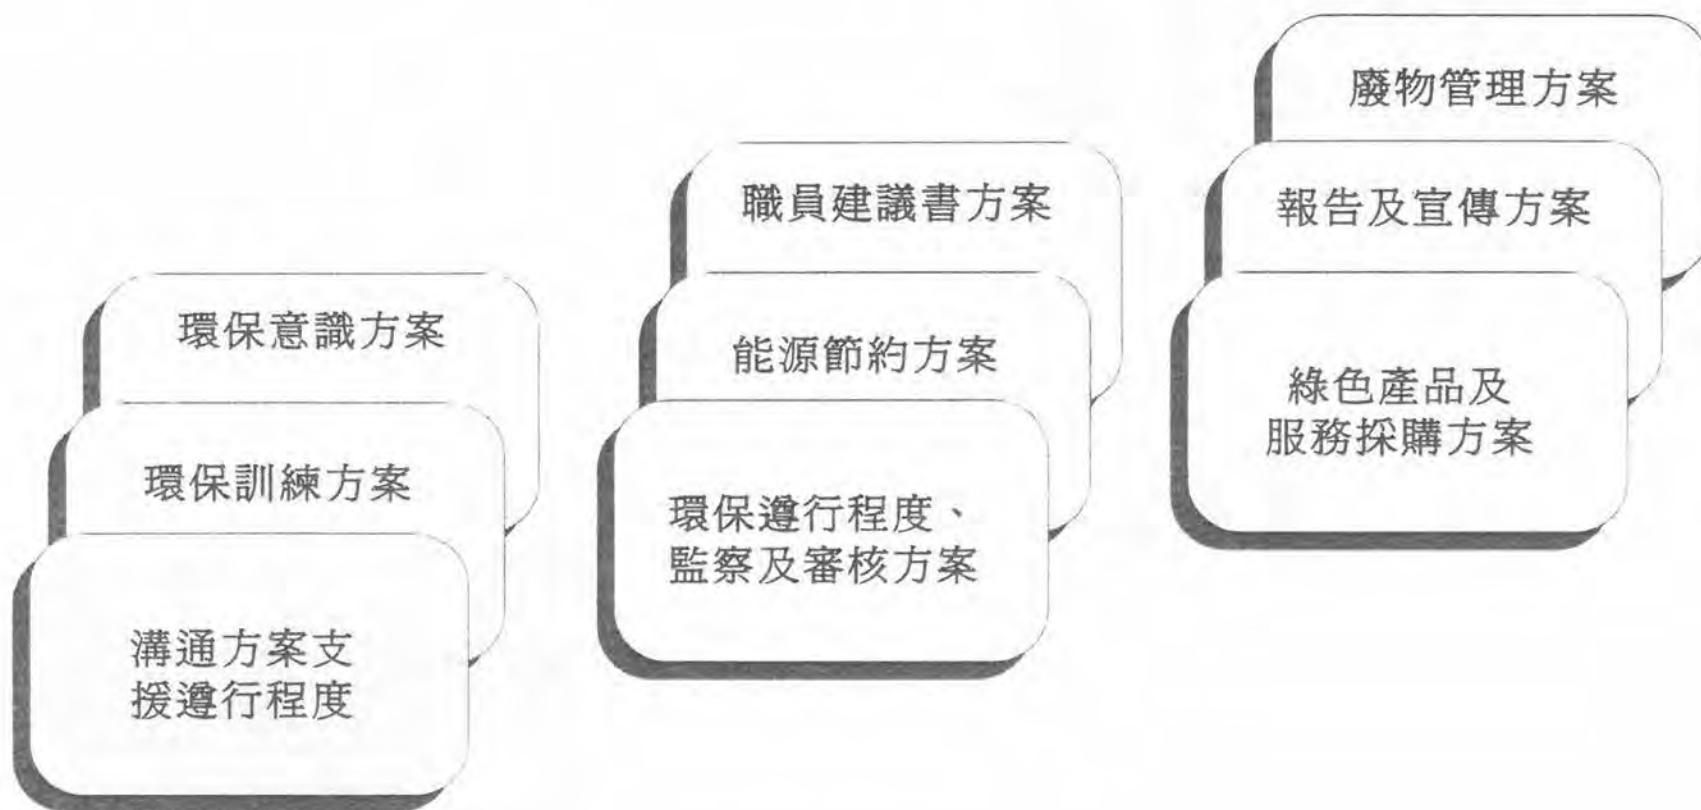 環保意識方案
環保訓練方案
溝通方案支
援遵行程度
職員建議書方案
能源節約方案
環保遵行程度、
監察及審核方案
廢物管理方案
報告及宣傳方案
綠色產品及
服務採購方案